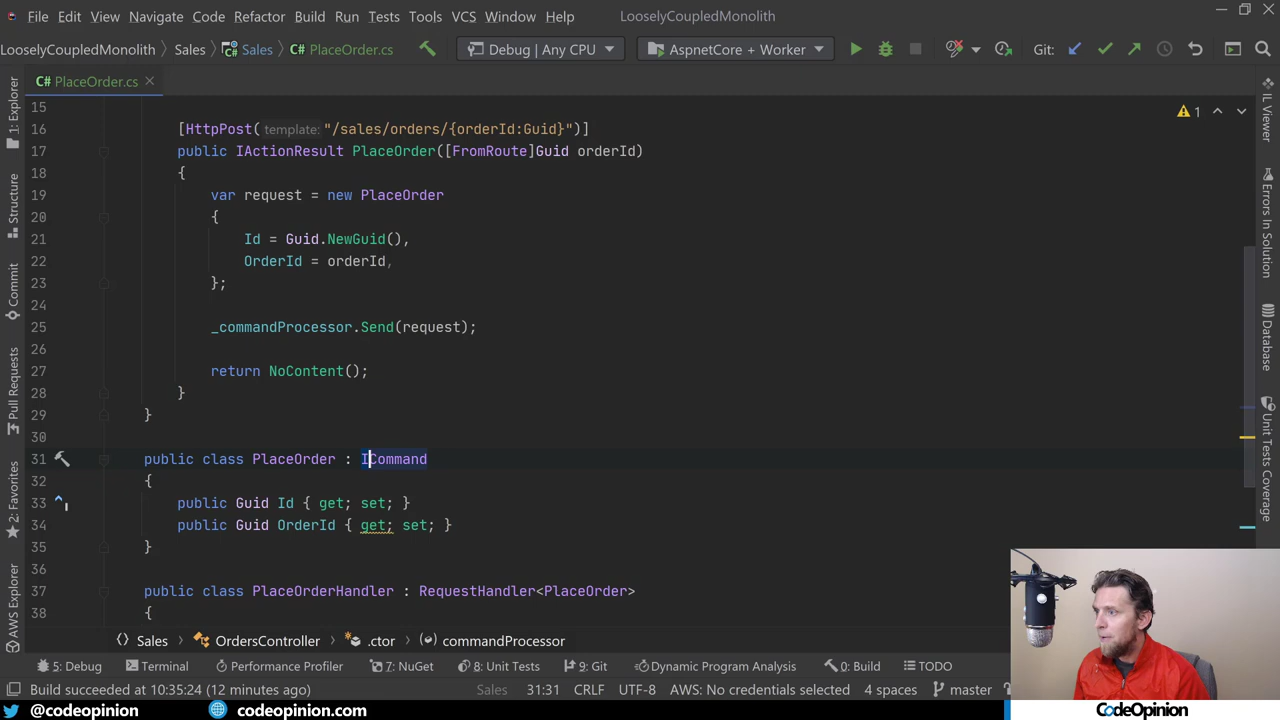 File Edit View Navigate Code Refactor Build Run Tests Tools VCS Window Help LooselyCoupledMonolith
LooselyCoupledMonolith Sales Sales C# PlaceOrder.cs Debug | Any CPU AspnetCore + Worker Git:
C# PlaceOrder.cs
1
15
16 [HttpPost( template: "/sales/orders/{orderId:Guid}")]
17 public IActionResult PlaceOrder([FromRoute]Guid orderId)
18 {
19 var request = new PlaceOrder
20 {
21 Id = Guid.NewGuid(),
22 OrderId = orderId,
23 };
24
25 _commandProcessor.Send(request);
26
27 return NoContent();
28 }
29 }
30
31 public class PlaceOrder : ICommand
32 {
33 public Guid Id { get; set; }
34 public Guid OrderId { get; set; }
35 }
36
37 public class PlaceOrderHandler : RequestHandler<PlaceOrder>
38 {
1: Explorer
Structure
Commit
Pull Requests
2: Favorites
AWS Explorer
IL Viewer
Errors In Solution
Database
Unit Tests Coverage
Sales OrdersController .ctor commandProcessor
5: Debug Terminal Performance Profiler 7: NuGet 8: Unit Tests 9: Git Dynamic Program Analysis 0: Build TODO
Build succeeded at 10:35:24 (12 minutes ago) Sales 31:31 CRLF UTF-8 AWS: No credentials selected 4 spaces master
@codeopinion codeopinion.com CodeOpinion